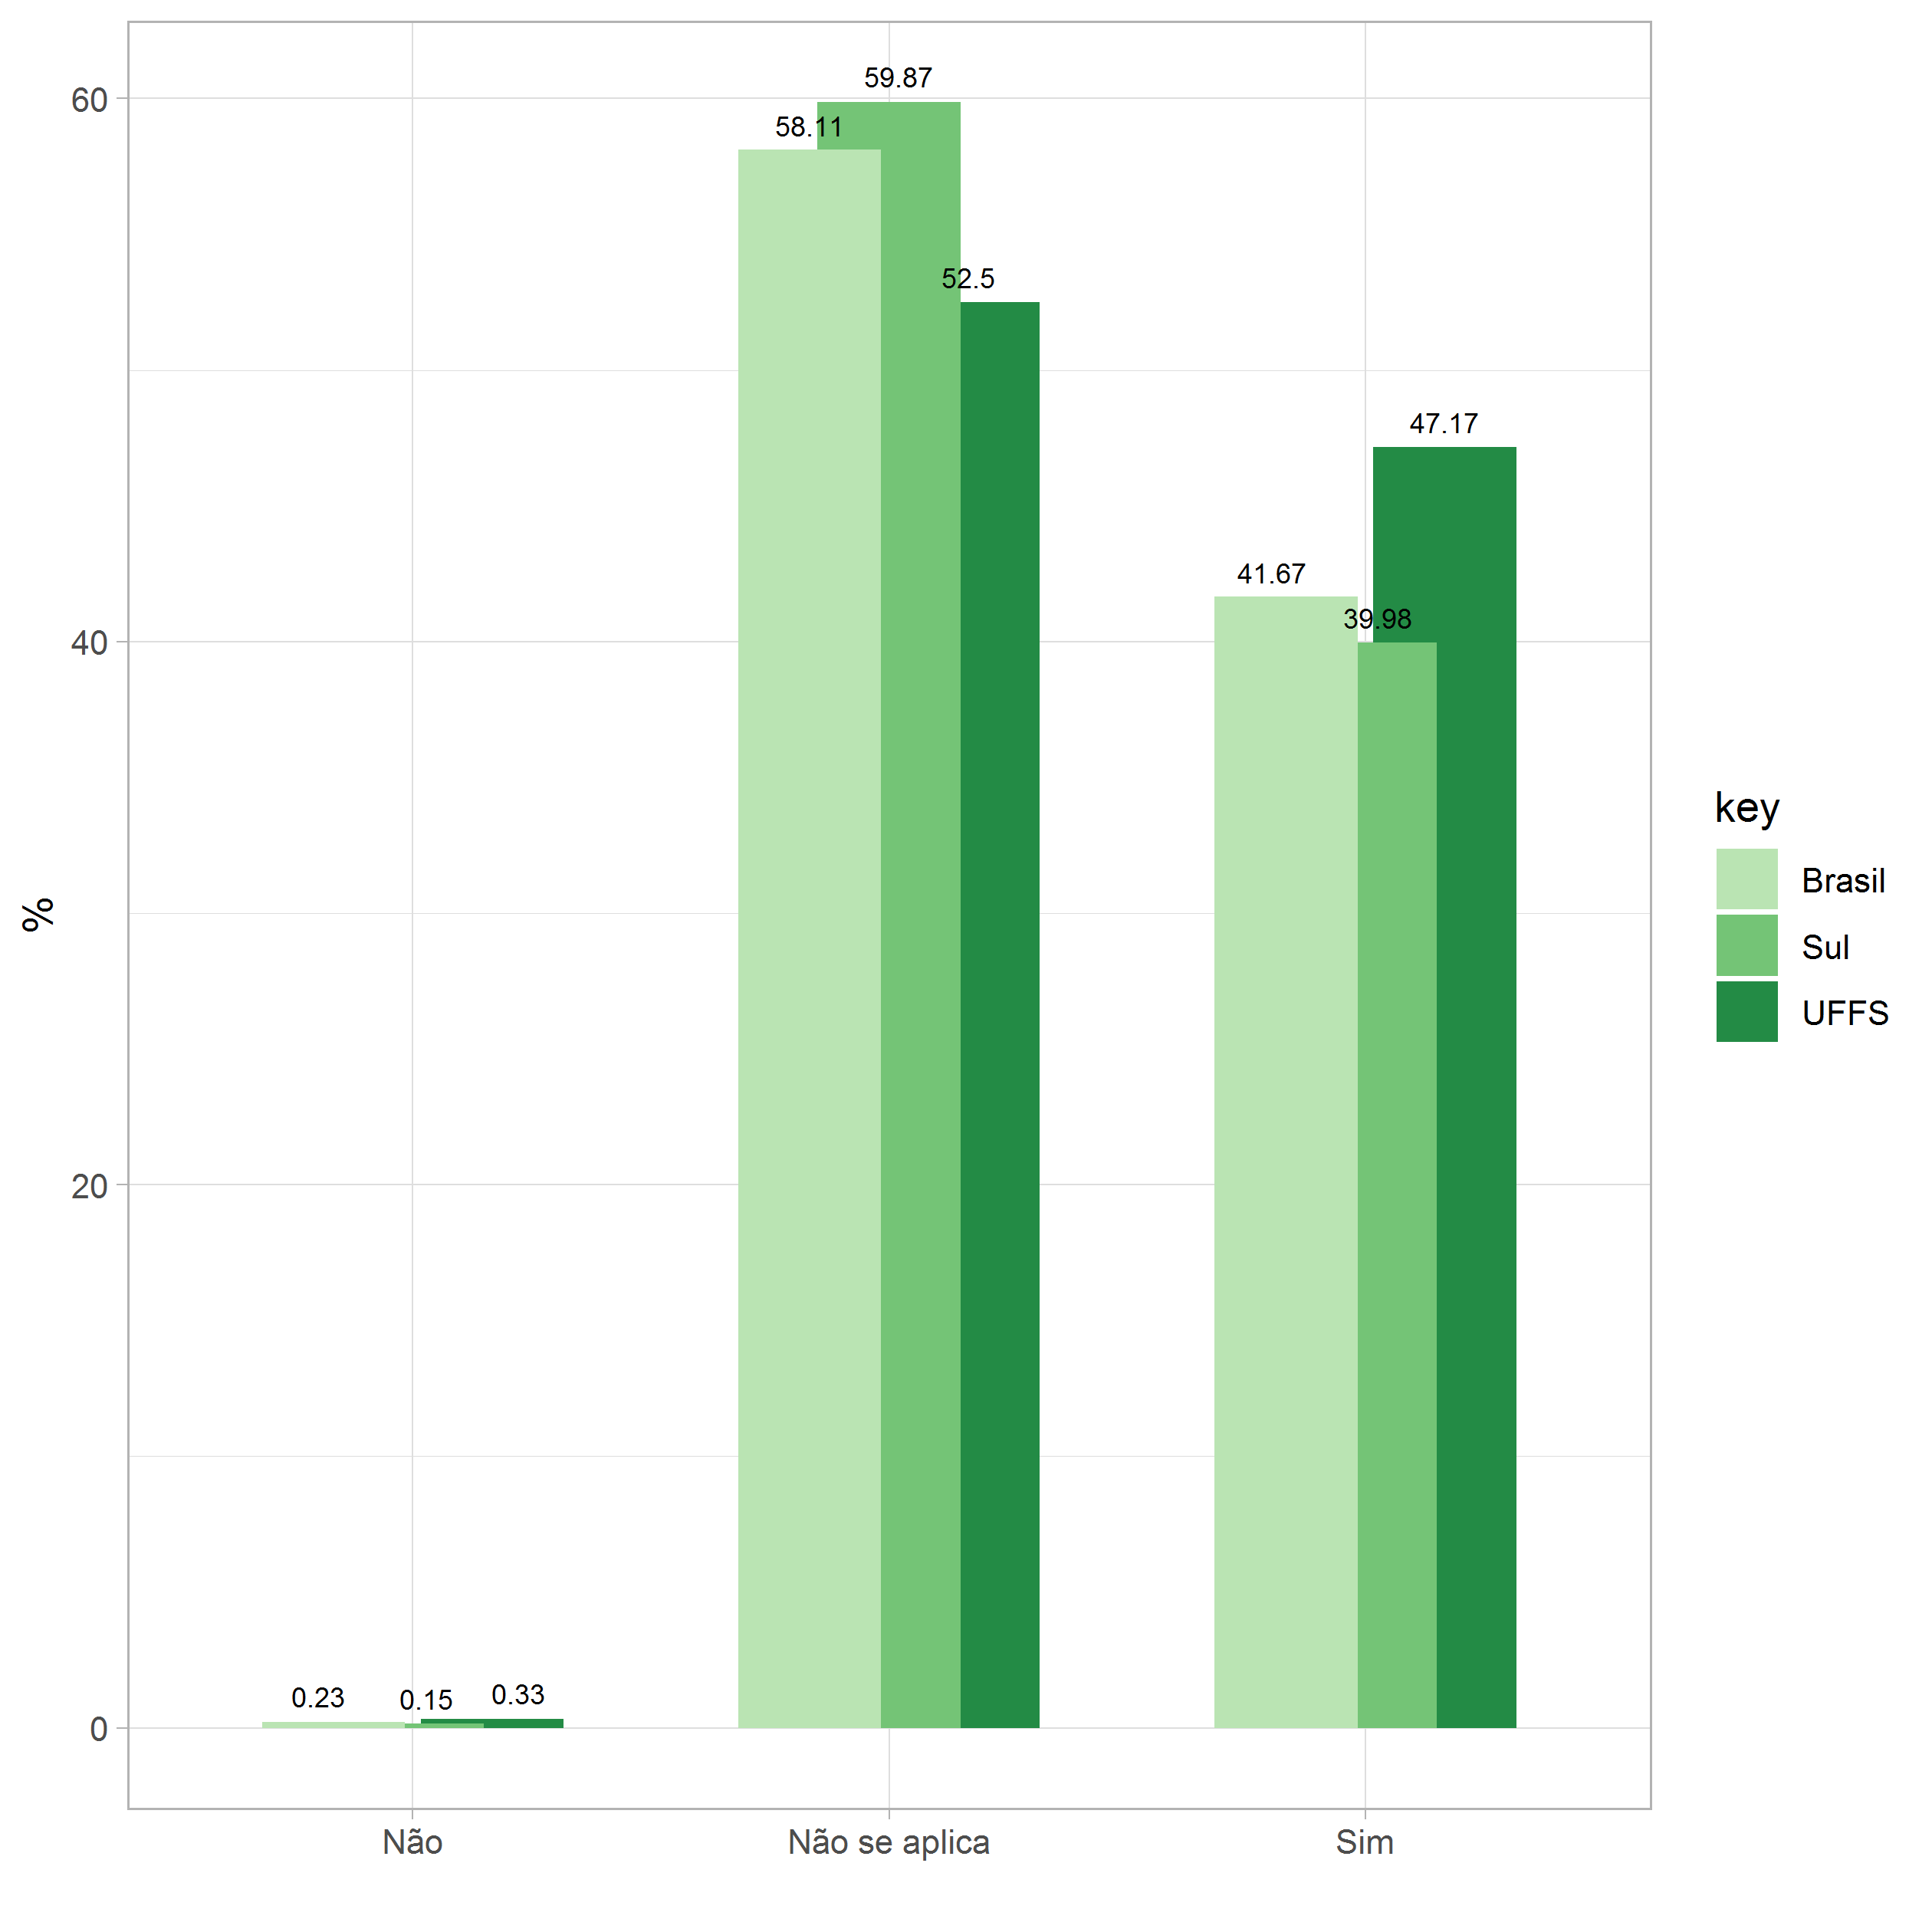 %
60
40
20
0
0.23
0.15
0.33
58.11
59.87
52.5
41.67
39.98
47.17
Não
Não se aplica
Sim
key
Brasil
Sul
UFFS